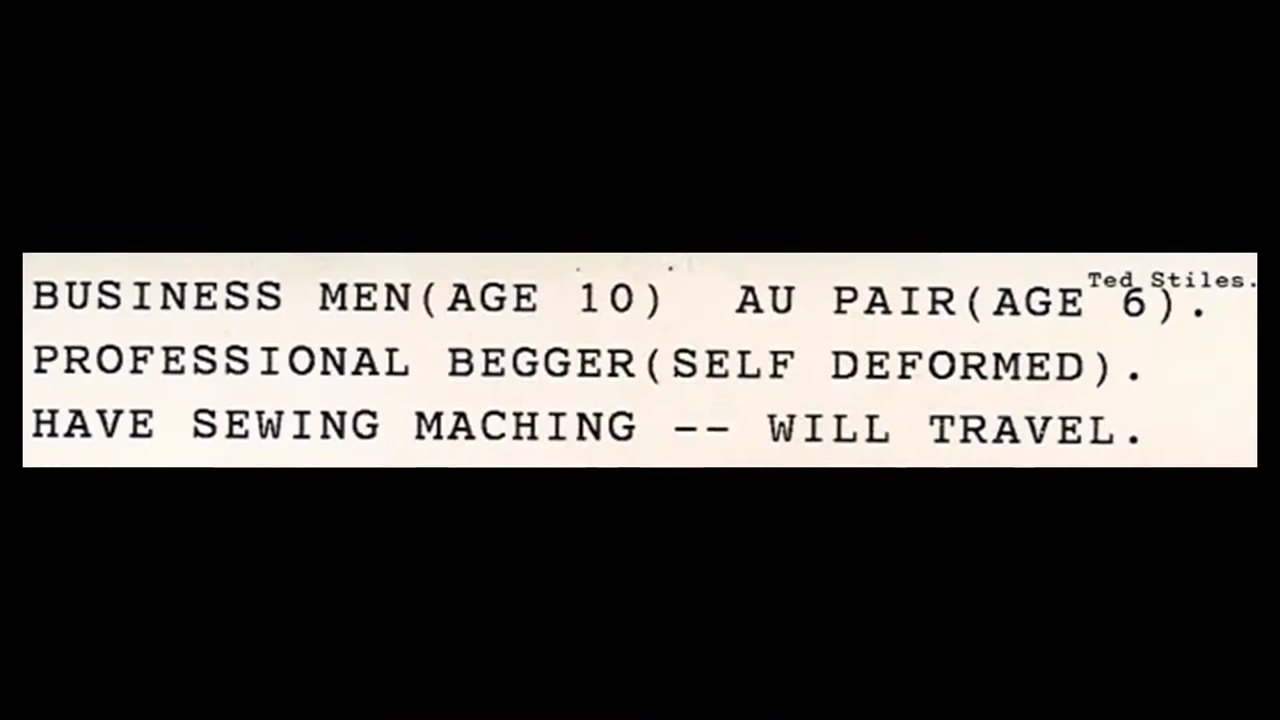 Ted Stiles.
BUSINESS MEN(AGE 10)  AU PAIR(AGE 6).
PROFESSIONAL BEGGER(SELF DEFORMED).
HAVE SEWING MACHING -- WILL TRAVEL.